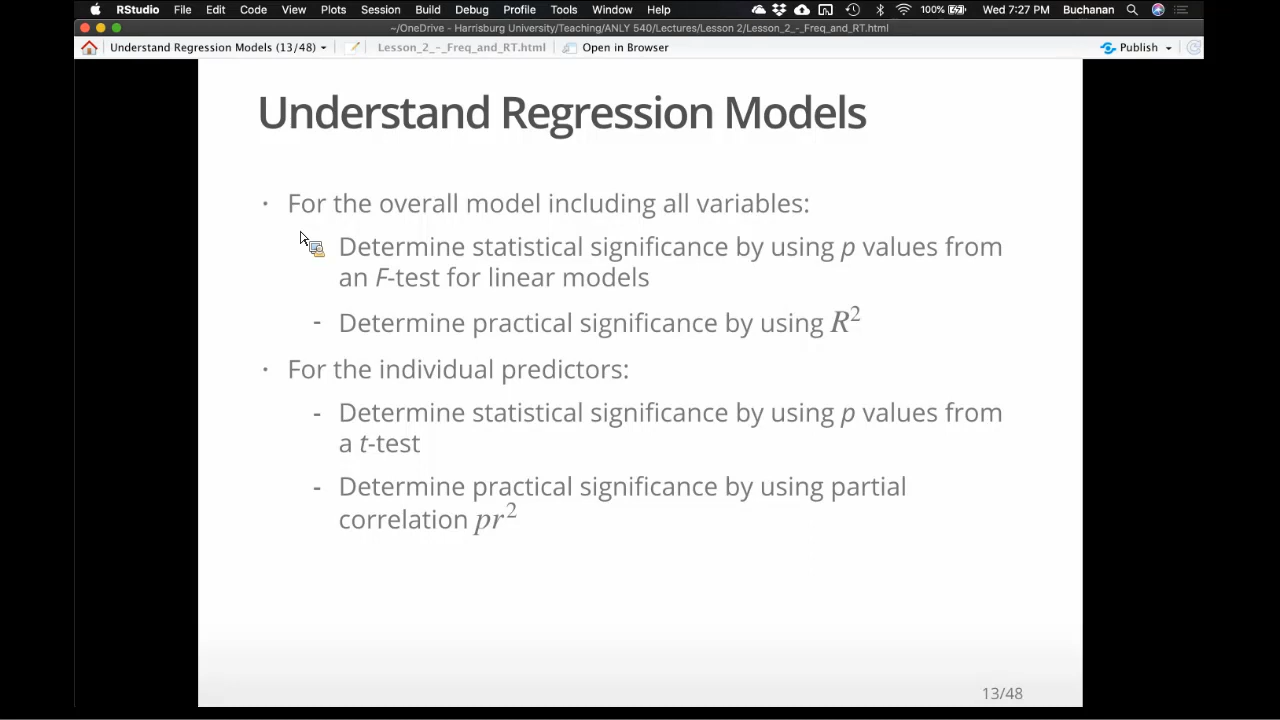 RStudio File Edit Code View Plots Session Build Debug Profile Tools Window Help 100% Wed 7:27 PM Buchanan
~/OneDrive - Harrisburg University/Teaching/ANLY 540/Lectures/Lesson 2/Lesson_2_-_Freq_and_RT.html
Understand Regression Models (13/48) Lesson_2_-_Freq_and_RT.html Open in Browser Publish
Understand Regression Models
· For the overall model including all variables:
Determine statistical significance by using p values from
an F-test for linear models
- Determine practical significance by using R²
· For the individual predictors:
- Determine statistical significance by using p values from
a t-test
- Determine practical significance by using partial
correlation pr²
13/48